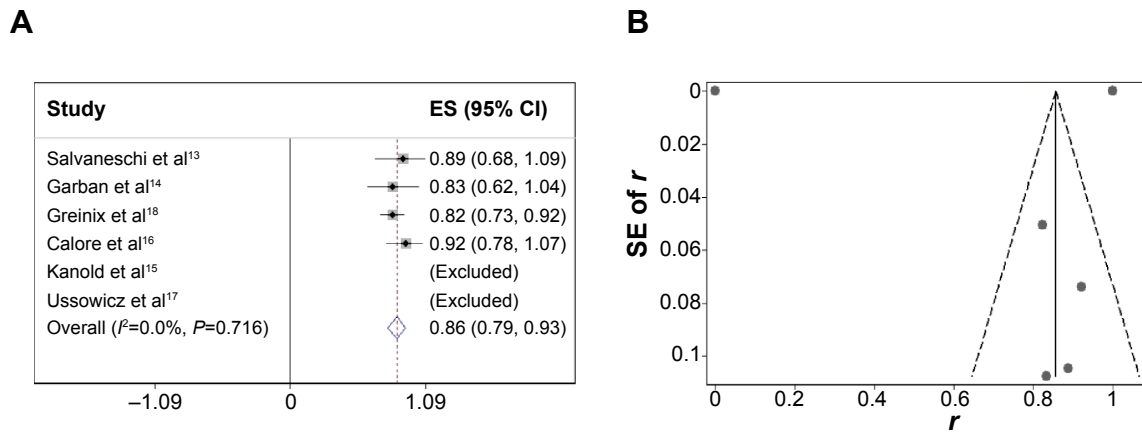 A
Study ES (95% CI)
Salvaneschi et al¹³ 0.89 (0.68, 1.09)
Garban et al¹⁴ 0.83 (0.62, 1.04)
Greinix et al¹⁸ 0.82 (0.73, 0.92)
Calore et al¹⁶ 0.92 (0.78, 1.07)
Kanold et al¹⁵ (Excluded)
Ussowicz et al¹⁷ (Excluded)
Overall (I²=0.0%, P=0.716) 0.86 (0.79, 0.93)
–1.09 0 1.09
B
SE of r
0
0.02
0.04
0.06
0.08
0.1
0 0.2 0.4 0.6 0.8 1
r